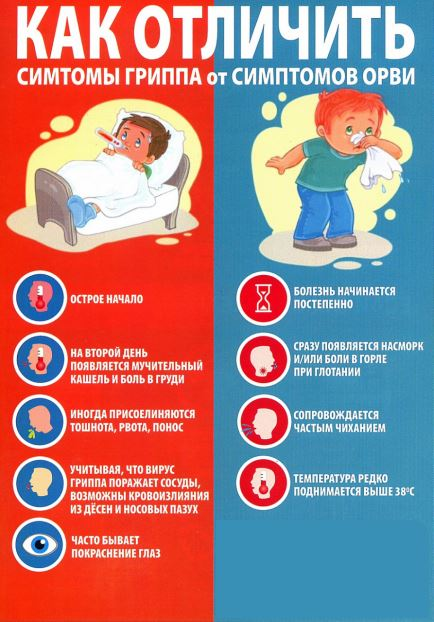 КАК ОТЛИЧИТЬ
СИМТОМЫ ГРИППА от СИМПТОМОВ ОРВИ
ОСТРОЕ НАЧАЛО
НА ВТОРОЙ ДЕНЬ
ПОЯВЛЯЕТСЯ МУЧИТЕЛЬНЫЙ
КАШЕЛЬ И БОЛЬ В ГРУДИ
ИНОГДА ПРИСОЕДИНЯЮТСЯ
ТОШНОТА, РВОТА, ПОНОС
УЧИТЫВАЯ, ЧТО ВИРУС
ГРИППА ПОРАЖАЕТ СОСУДЫ,
ВОЗМОЖНЫ КРОВОИЗЛИЯНИЯ
ИЗ ДЁСЕН И НОСОВЫХ ПАЗУХ
ЧАСТО БЫВАЕТ
ПОКРАСНЕНИЕ ГЛАЗ
БОЛЕЗНЬ НАЧИНАЕТСЯ
ПОСТЕПЕННО
СРАЗУ ПОЯВЛЯЕТСЯ НАСМОРК
И/ИЛИ БОЛИ В ГОРЛЕ
ПРИ ГЛОТАНИИ
СОПРОВОЖДАЕТСЯ
ЧАСТЫМ ЧИХАНИЕМ
ТЕМПЕРАТУРА РЕДКО
ПОДНИМАЕТСЯ ВЫШЕ 38ºС